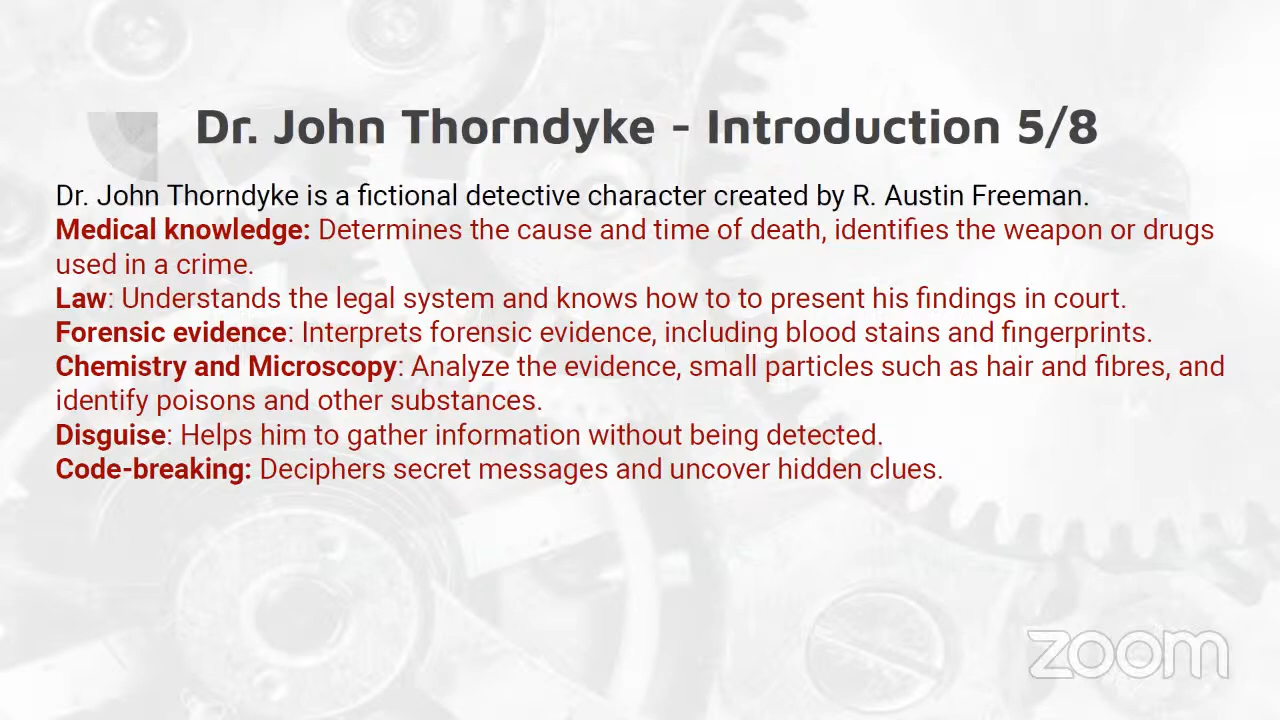 Dr. John Thorndyke - Introduction 5/8
Dr. John Thorndyke is a fictional detective character created by R. Austin Freeman.
Medical knowledge: Determines the cause and time of death, identifies the weapon or drugs
used in a crime.
Law: Understands the legal system and knows how to to present his findings in court.
Forensic evidence: Interprets forensic evidence, including blood stains and fingerprints.
Chemistry and Microscopy: Analyze the evidence, small particles such as hair and fibres, and
identify poisons and other substances.
Disguise: Helps him to gather information without being detected.
Code-breaking: Deciphers secret messages and uncover hidden clues.
zoom